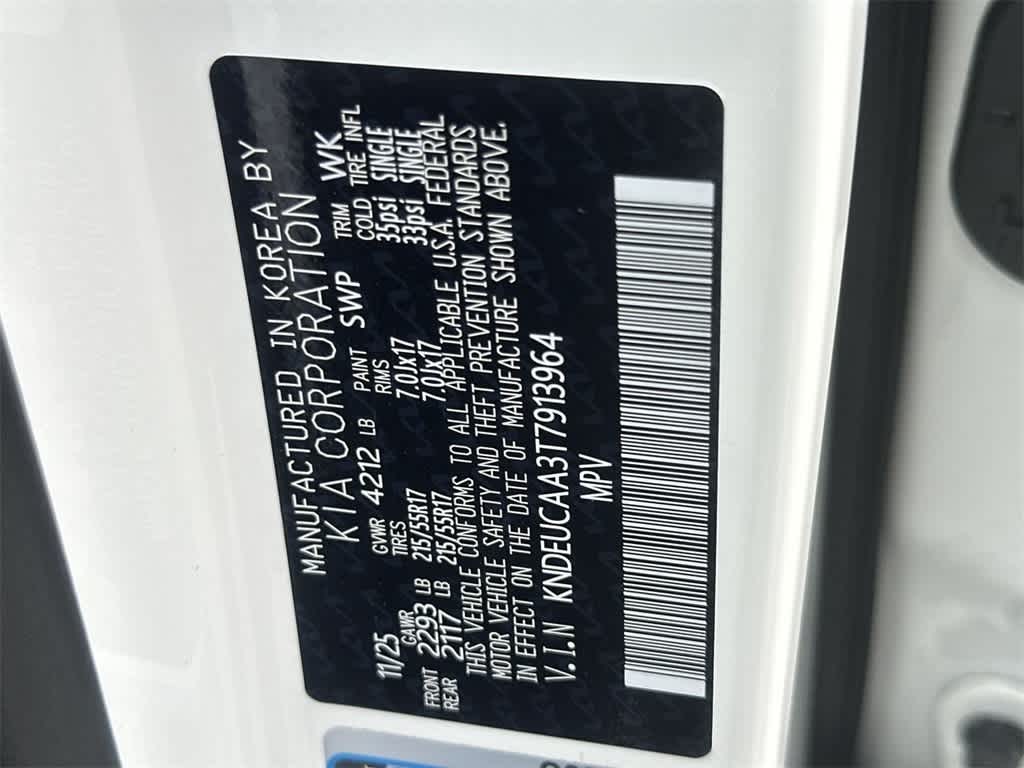 MANUFACTURED IN KOREA BY
KIA CORPORATION
11/25 GVWR 4212 LB PAINT SWP TRIM WK
GAWR TIRES RIMS COLD TIRE INFL
FRONT 2293 LB 215/55R17 7.0Jx17 35psi SINGLE
REAR 2117 LB 215/55R17 7.0Jx17 33psi SINGLE
THIS VEHICLE CONFORMS TO ALL APPLICABLE U.S.A. FEDERAL
MOTOR VEHICLE SAFETY AND THEFT PREVENTION STANDARDS
IN EFFECT ON THE DATE OF MANUFACTURE SHOWN ABOVE.
V.I.N KNDEUCAA3T7913964
MPV